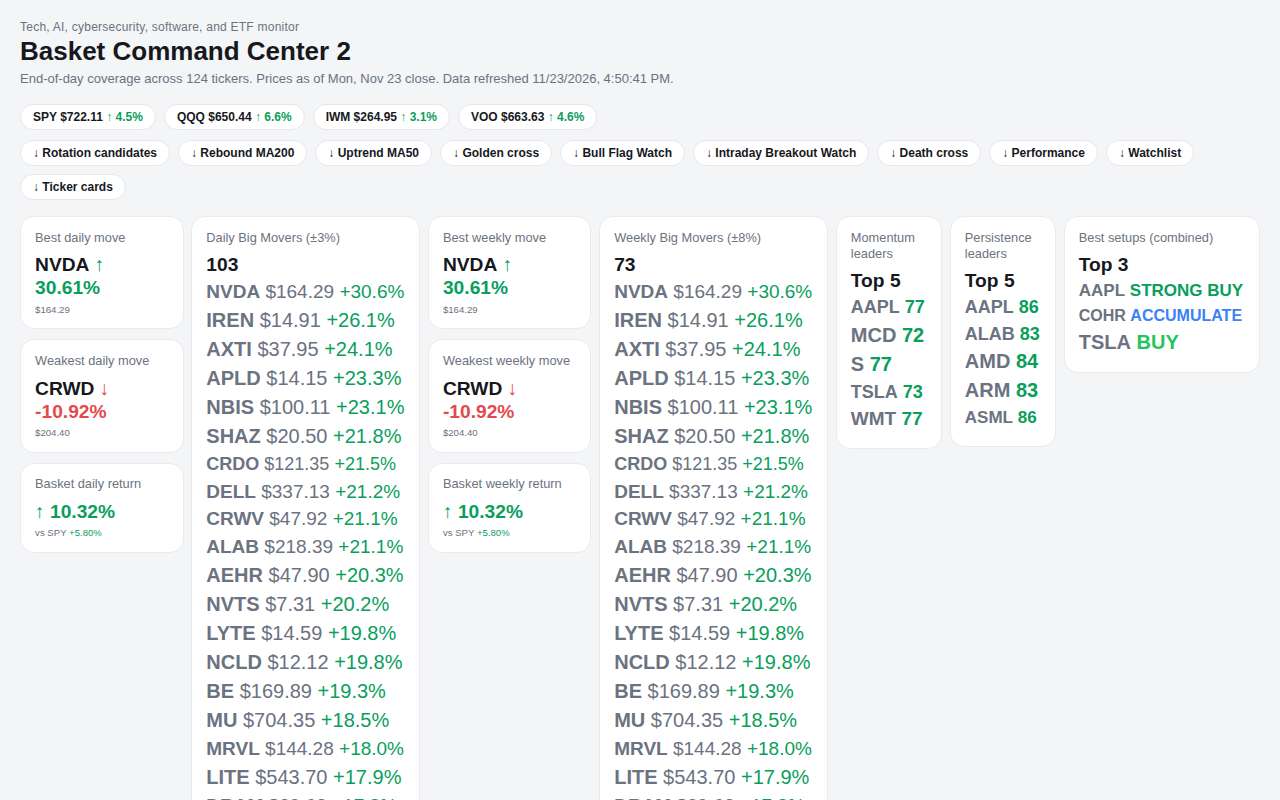 Tech, AI, cybersecurity, software, and ETF monitor
Basket Command Center 2
End-of-day coverage across 124 tickers. Prices as of Mon, Nov 23 close. Data refreshed 11/23/2026, 4:50:41 PM.
SPY $722.11 ↑ 4.5%
QQQ $650.44 ↑ 6.6%
IWM $264.95 ↑ 3.1%
VOO $663.63 ↑ 4.6%
↓ Rotation candidates
↓ Rebound MA200
↓ Uptrend MA50
↓ Golden cross
↓ Bull Flag Watch
↓ Intraday Breakout Watch
↓ Death cross
↓ Performance
↓ Watchlist
↓ Ticker cards
Best daily move
NVDA ↑
30.61%
$164.29
Weakest daily move
CRWD ↓
-10.92%
$204.40
Basket daily return
↑ 10.32%
vs SPY +5.80%
Daily Big Movers (±3%)
103
NVDA $164.29 +30.6%
IREN $14.91 +26.1%
AXTI $37.95 +24.1%
APLD $14.15 +23.3%
NBIS $100.11 +23.1%
SHAZ $20.50 +21.8%
CRDO $121.35 +21.5%
DELL $337.13 +21.2%
CRWV $47.92 +21.1%
ALAB $218.39 +21.1%
AEHR $47.90 +20.3%
NVTS $7.31 +20.2%
LYTE $14.59 +19.8%
NCLD $12.12 +19.8%
BE $169.89 +19.3%
MU $704.35 +18.5%
MRVL $144.28 +18.0%
LITE $543.70 +17.9%
Best weekly move
NVDA ↑
30.61%
$164.29
Weakest weekly move
CRWD ↓
-10.92%
$204.40
Basket weekly return
↑ 10.32%
vs SPY +5.80%
Weekly Big Movers (±8%)
73
NVDA $164.29 +30.6%
IREN $14.91 +26.1%
AXTI $37.95 +24.1%
APLD $14.15 +23.3%
NBIS $100.11 +23.1%
SHAZ $20.50 +21.8%
CRDO $121.35 +21.5%
DELL $337.13 +21.2%
CRWV $47.92 +21.1%
ALAB $218.39 +21.1%
AEHR $47.90 +20.3%
NVTS $7.31 +20.2%
LYTE $14.59 +19.8%
NCLD $12.12 +19.8%
BE $169.89 +19.3%
MU $704.35 +18.5%
MRVL $144.28 +18.0%
LITE $543.70 +17.9%
Momentum
leaders
Top 5
AAPL 77
MCD 72
S 77
TSLA 73
WMT 77
Persistence
leaders
Top 5
AAPL 86
ALAB 83
AMD 84
ARM 83
ASML 86
Best setups (combined)
Top 3
AAPL STRONG BUY
COHR ACCUMULATE
TSLA BUY